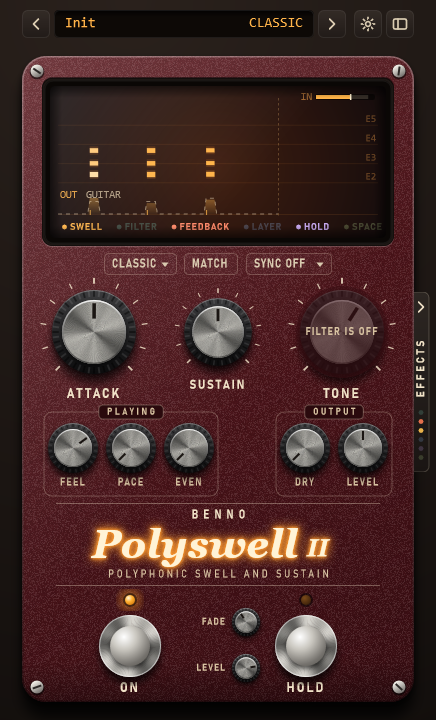 Init CLASSIC
IN
E5
E4
E3
E2
OUT GUITAR
SWELL FILTER FEEDBACK LAYER HOLD SPACE
CLASSIC MATCH SYNC OFF
FILTER IS OFF
ATTACK SUSTAIN TONE
EFFECTS
PLAYING OUTPUT
FEEL PACE EVEN DRY LEVEL
BENNO
Polyswell II
POLYPHONIC SWELL AND SUSTAIN
FADE
LEVEL
ON HOLD